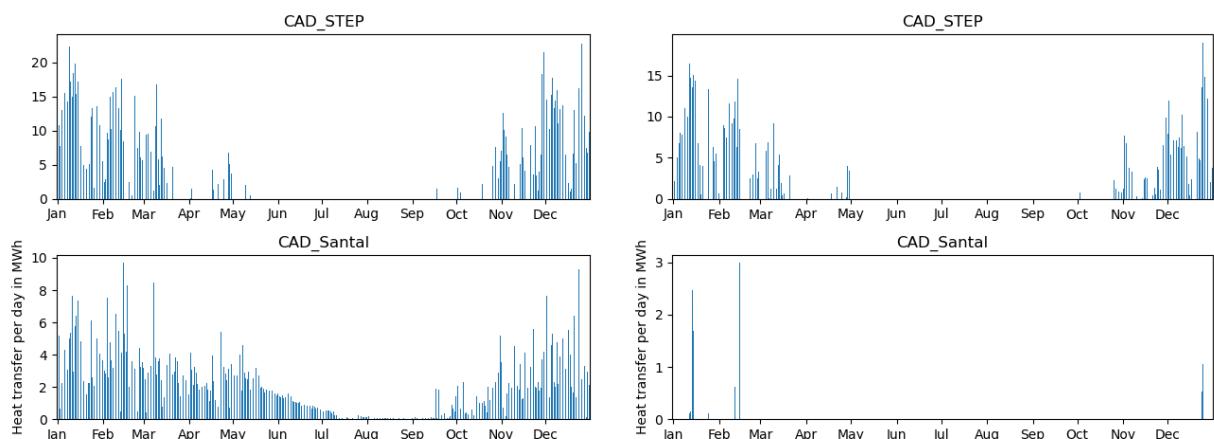 CAD_STEP
20
15
10
5
0
Jan Feb Mar Apr May Jun Jul Aug Sep Oct Nov Dec
CAD_STEP
15
10
5
0
Jan Feb Mar Apr May Jun Jul Aug Sep Oct Nov Dec
CAD_Santal
Heat transfer per day in MWh
10
8
6
4
2
0
Jan Feb Mar Apr May Jun Jul Aug Sep Oct Nov Dec
CAD_Santal
Heat transfer per day in MWh
3
2
1
0
Jan Feb Mar Apr May Jun Jul Aug Sep Oct Nov Dec